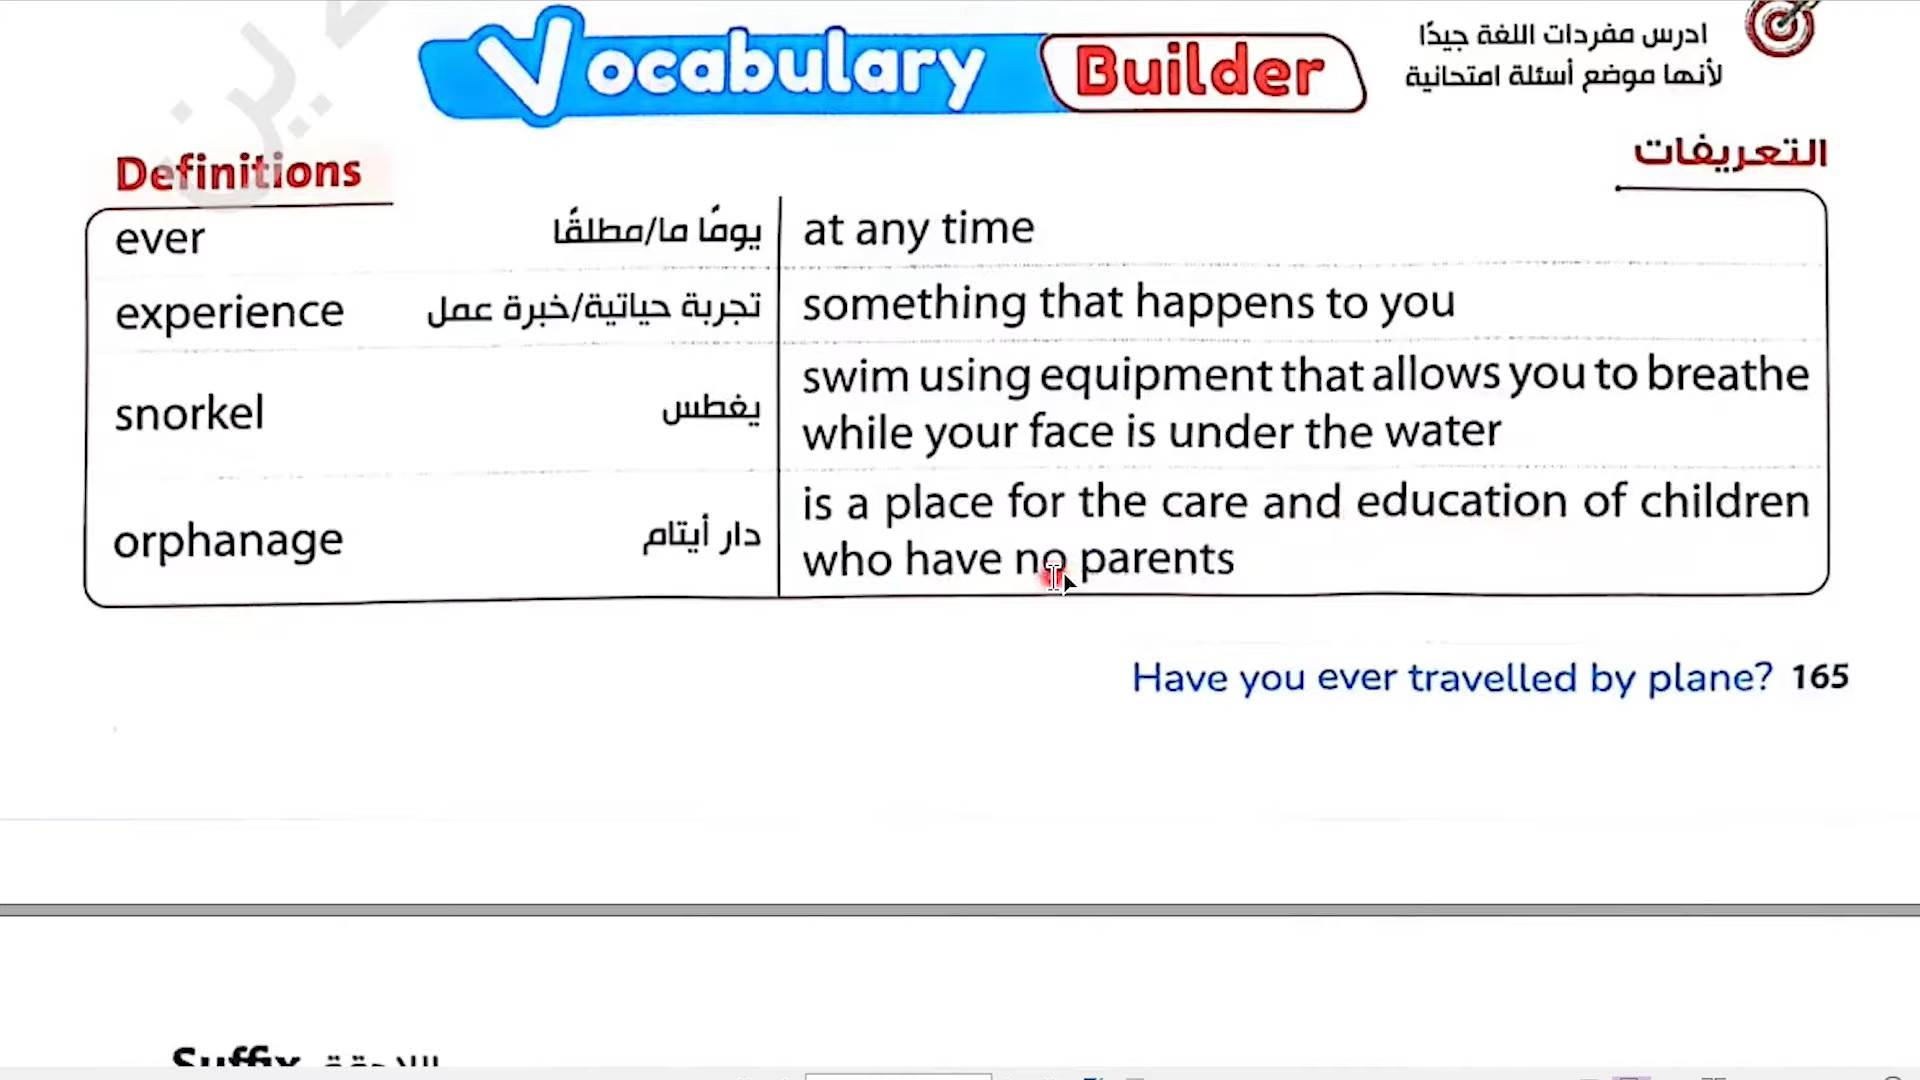 Vocabulary Builder
ادرس مفردات اللغة جيدًا
لأنها موضع أسئلة امتحانية
Definitions
التعريفات
ever يومًا ما/مطلقًا at any time
experience تجربة حياتية/خبرة عمل something that happens to you
snorkel يغطس swim using equipment that allows you to breathe
while your face is under the water
orphanage دار أيتام is a place for the care and education of children
who have no parents
Have you ever travelled by plane? 165
Suffix اللاحقة